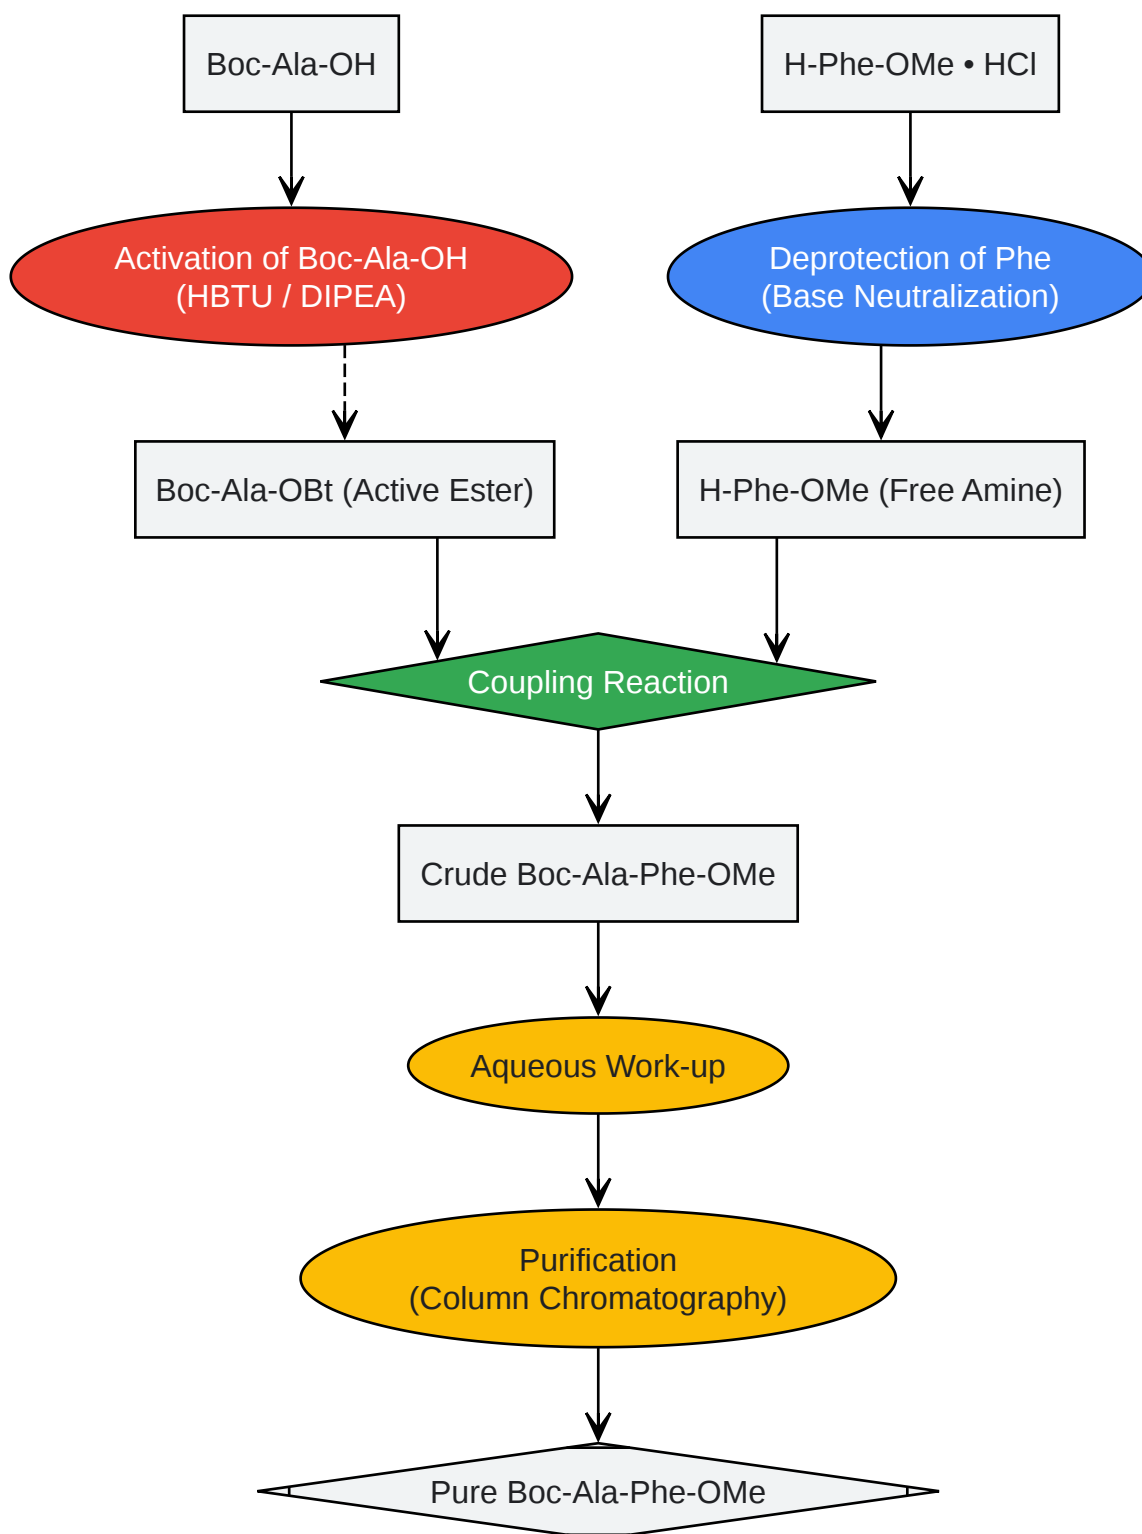 Boc-Ala-OH
H-Phe-OMe • HCl
Activation of Boc-Ala-OH
(HBTU / DIPEA)
Deprotection of Phe
(Base Neutralization)
Boc-Ala-OBt (Active Ester)
H-Phe-OMe (Free Amine)
Coupling Reaction
Crude Boc-Ala-Phe-OMe
Aqueous Work-up
Purification
(Column Chromatography)
Pure Boc-Ala-Phe-OMe